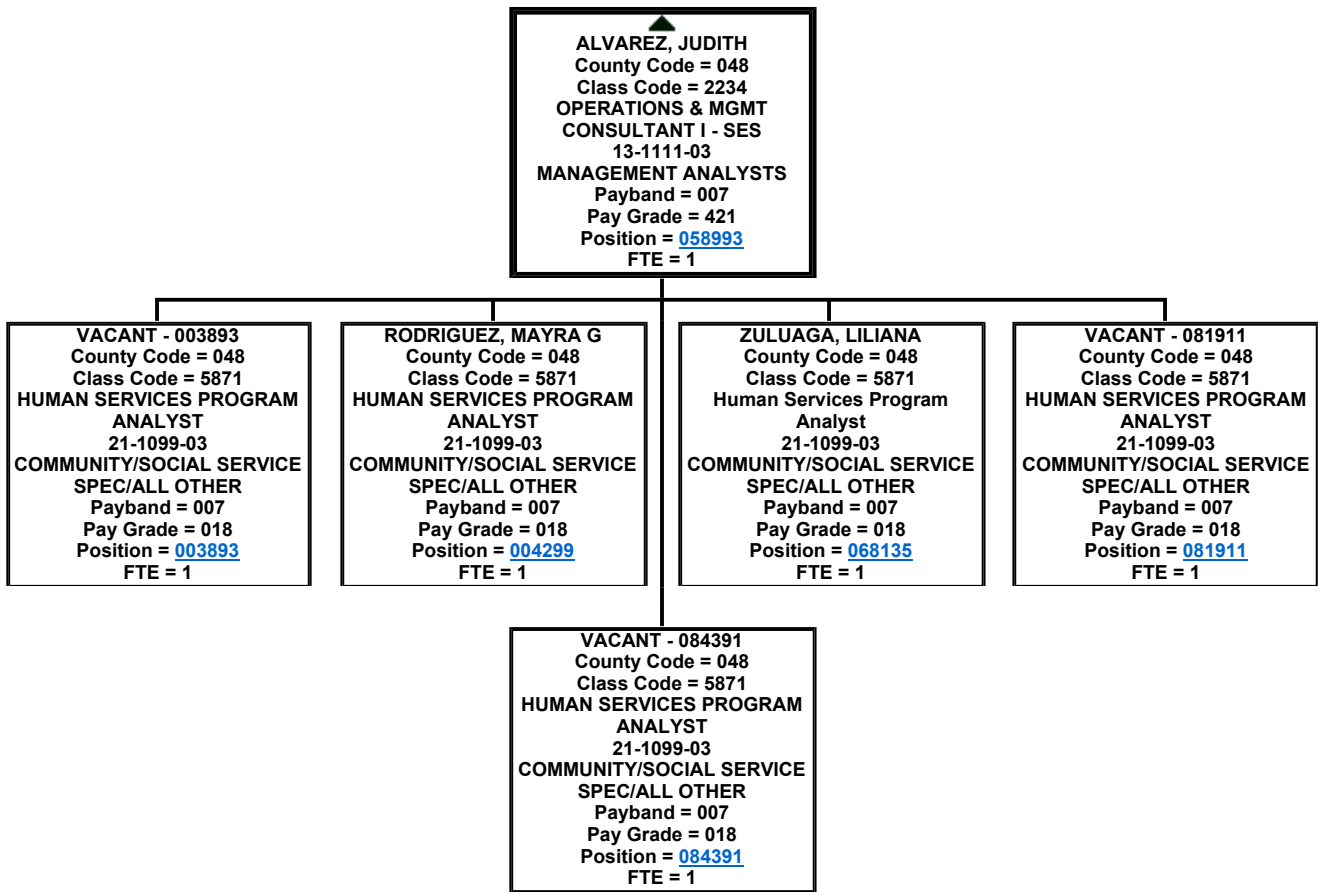 ALVAREZ, JUDITH
County Code = 048
Class Code = 2234
OPERATIONS & MGMT
CONSULTANT I - SES
13-1111-03
MANAGEMENT ANALYSTS
Payband = 007
Pay Grade = 421
Position = 058993
FTE = 1
VACANT - 003893
County Code = 048
Class Code = 5871
HUMAN SERVICES PROGRAM
ANALYST
21-1099-03
COMMUNITY/SOCIAL SERVICE
SPEC/ALL OTHER
Payband = 007
Pay Grade = 018
Position = 003893
FTE = 1
RODRIGUEZ, MAYRA G
County Code = 048
Class Code = 5871
HUMAN SERVICES PROGRAM
ANALYST
21-1099-03
COMMUNITY/SOCIAL SERVICE
SPEC/ALL OTHER
Payband = 007
Pay Grade = 018
Position = 004299
FTE = 1
ZULUAGA, LILIANA
County Code = 048
Class Code = 5871
Human Services Program
Analyst
21-1099-03
COMMUNITY/SOCIAL SERVICE
SPEC/ALL OTHER
Payband = 007
Pay Grade = 018
Position = 068135
FTE = 1
VACANT - 081911
County Code = 048
Class Code = 5871
HUMAN SERVICES PROGRAM
ANALYST
21-1099-03
COMMUNITY/SOCIAL SERVICE
SPEC/ALL OTHER
Payband = 007
Pay Grade = 018
Position = 081911
FTE = 1
VACANT - 084391
County Code = 048
Class Code = 5871
HUMAN SERVICES PROGRAM
ANALYST
21-1099-03
COMMUNITY/SOCIAL SERVICE
SPEC/ALL OTHER
Payband = 007
Pay Grade = 018
Position = 084391
FTE = 1